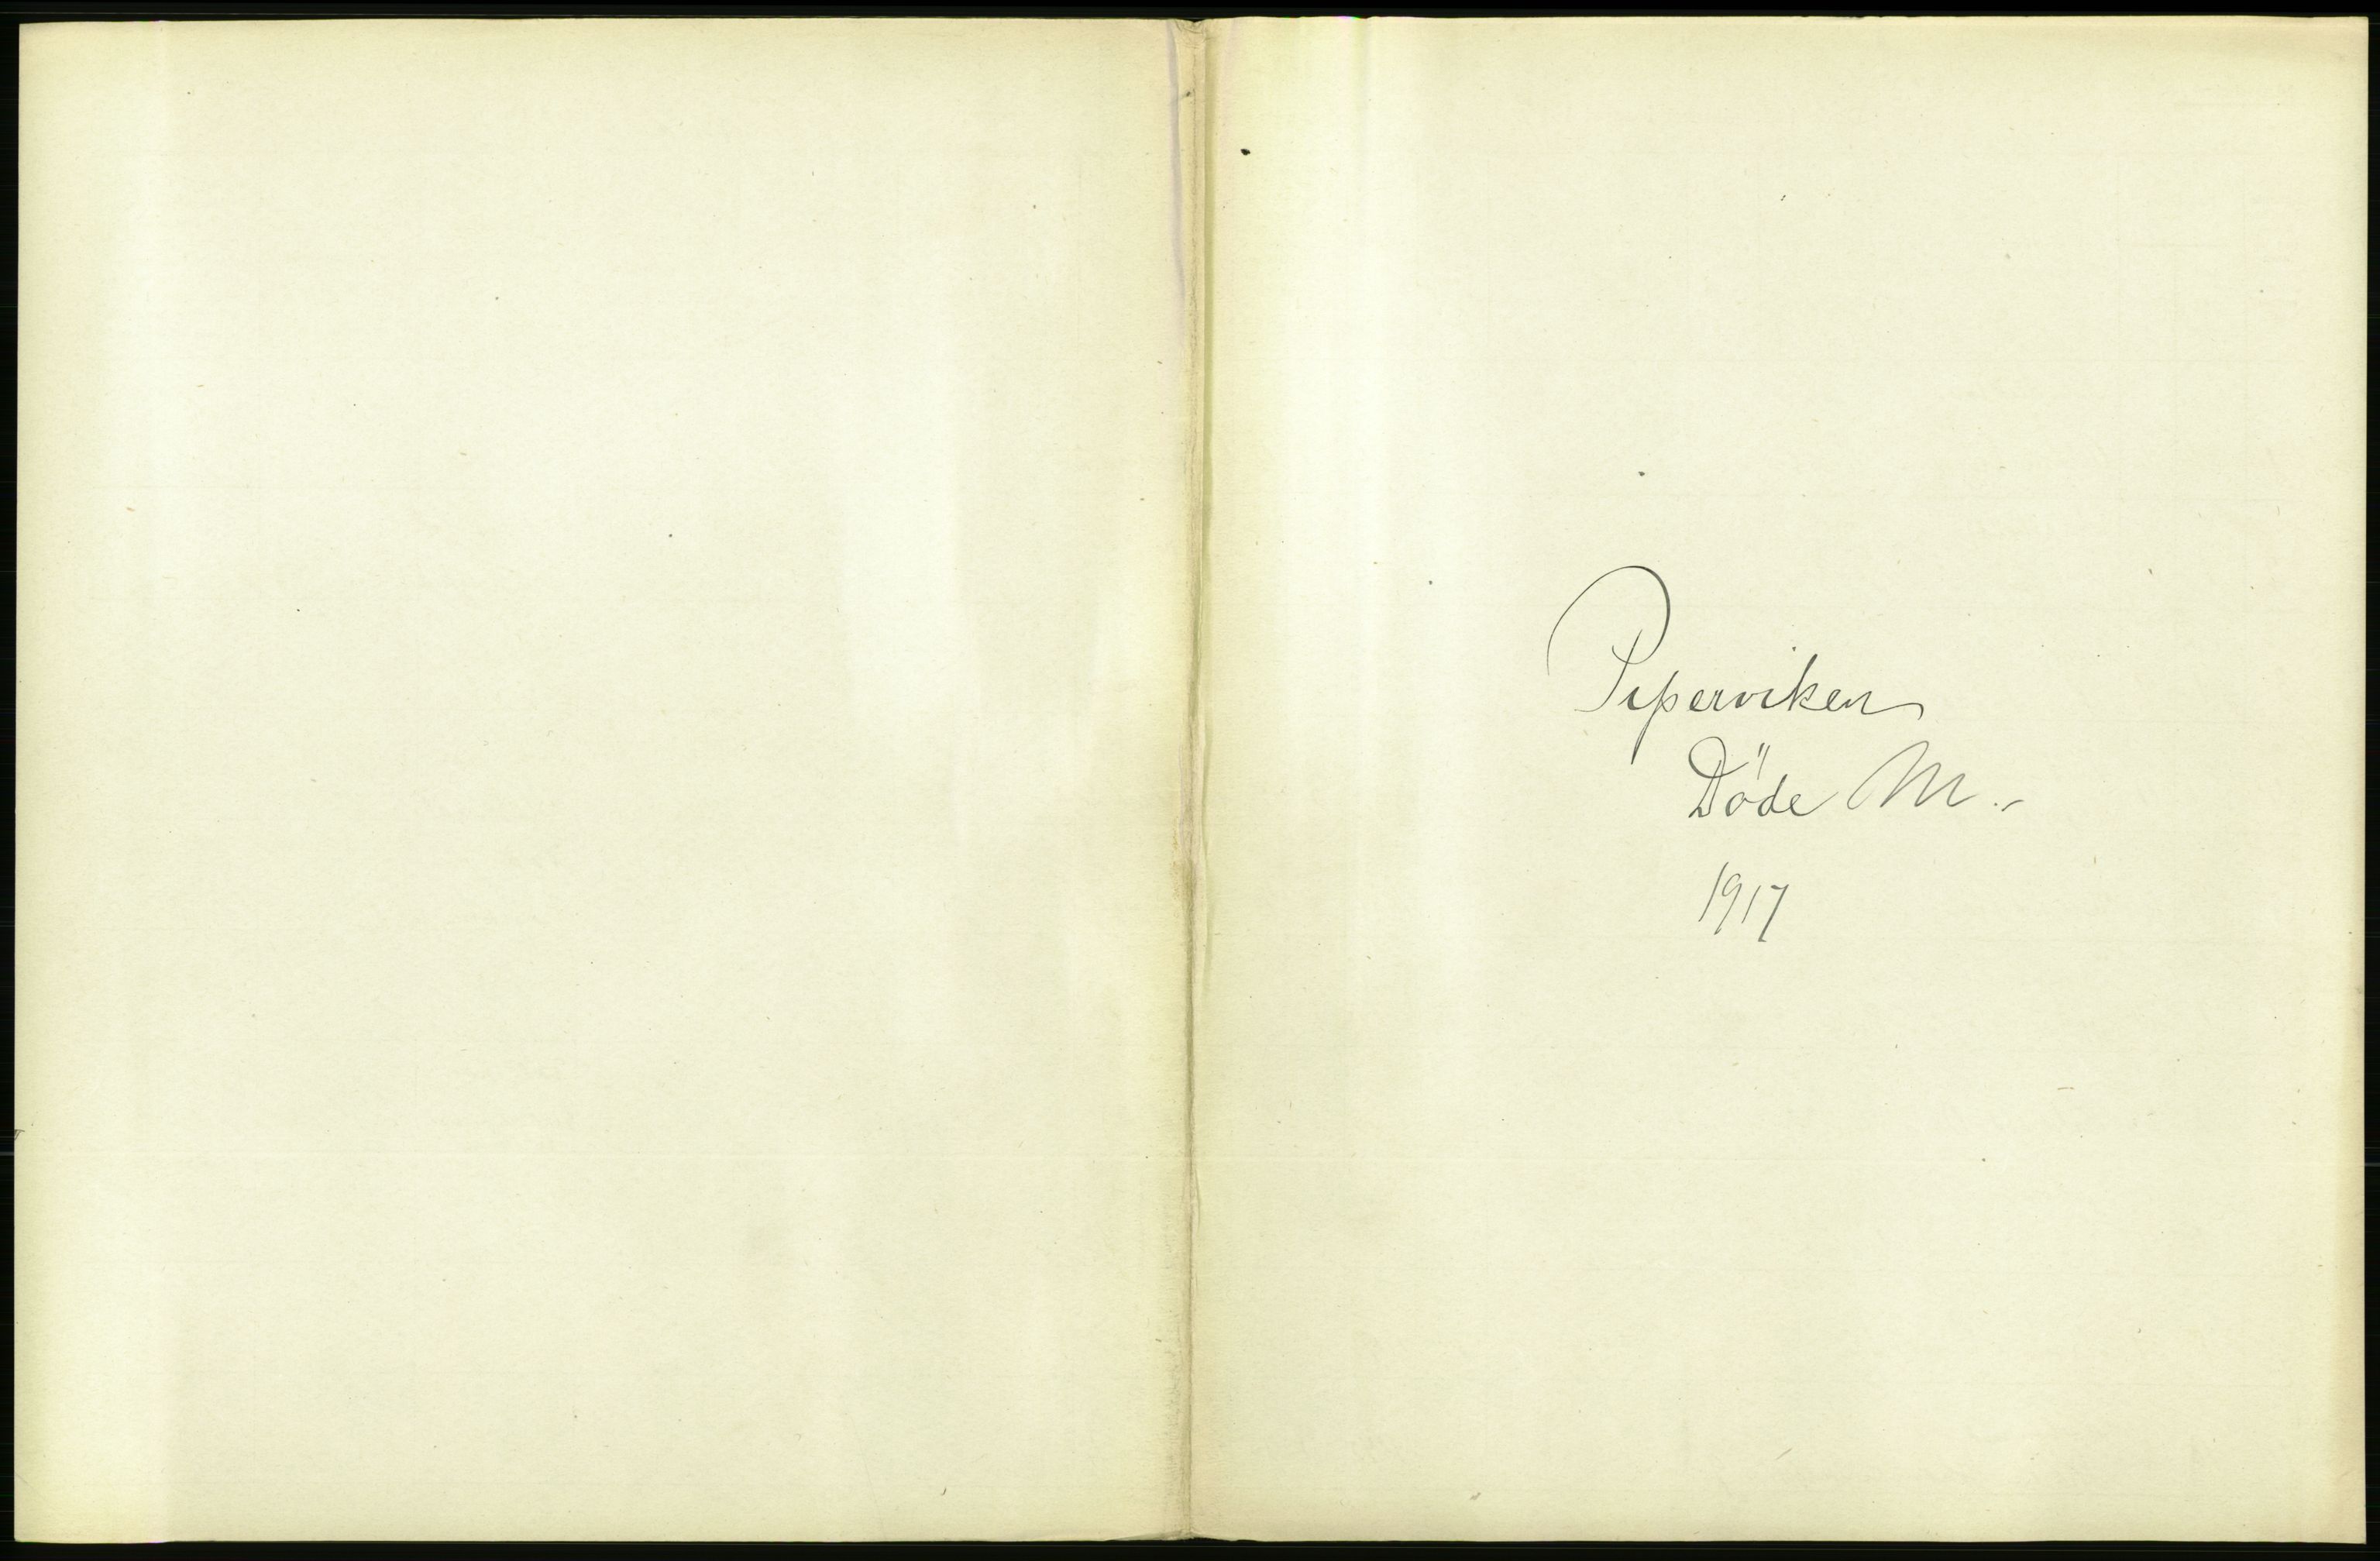 Piperviken
Döde M.-
1917